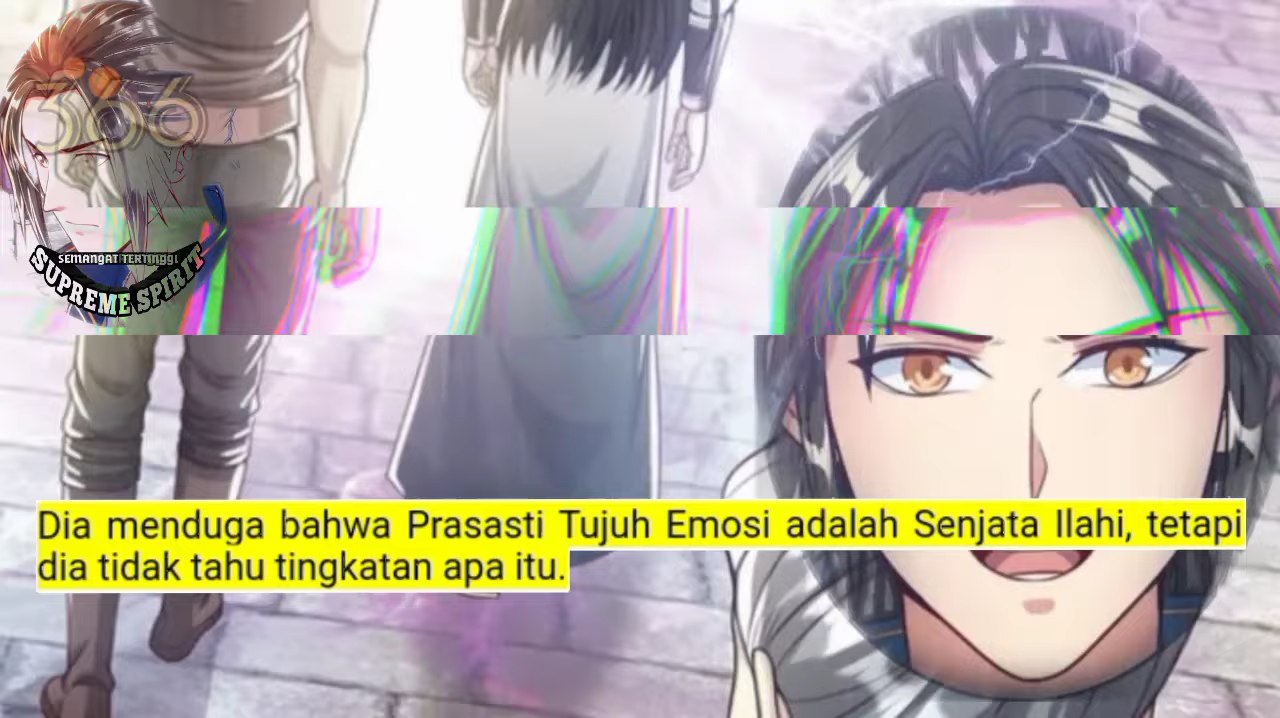 366
SEMANGAT TERTINGGI
SUPREME SPIRIT
Dia menduga bahwa Prasasti Tujuh Emosi adalah Senjata Ilahi, tetapi
dia tidak tahu tingkatan apa itu.